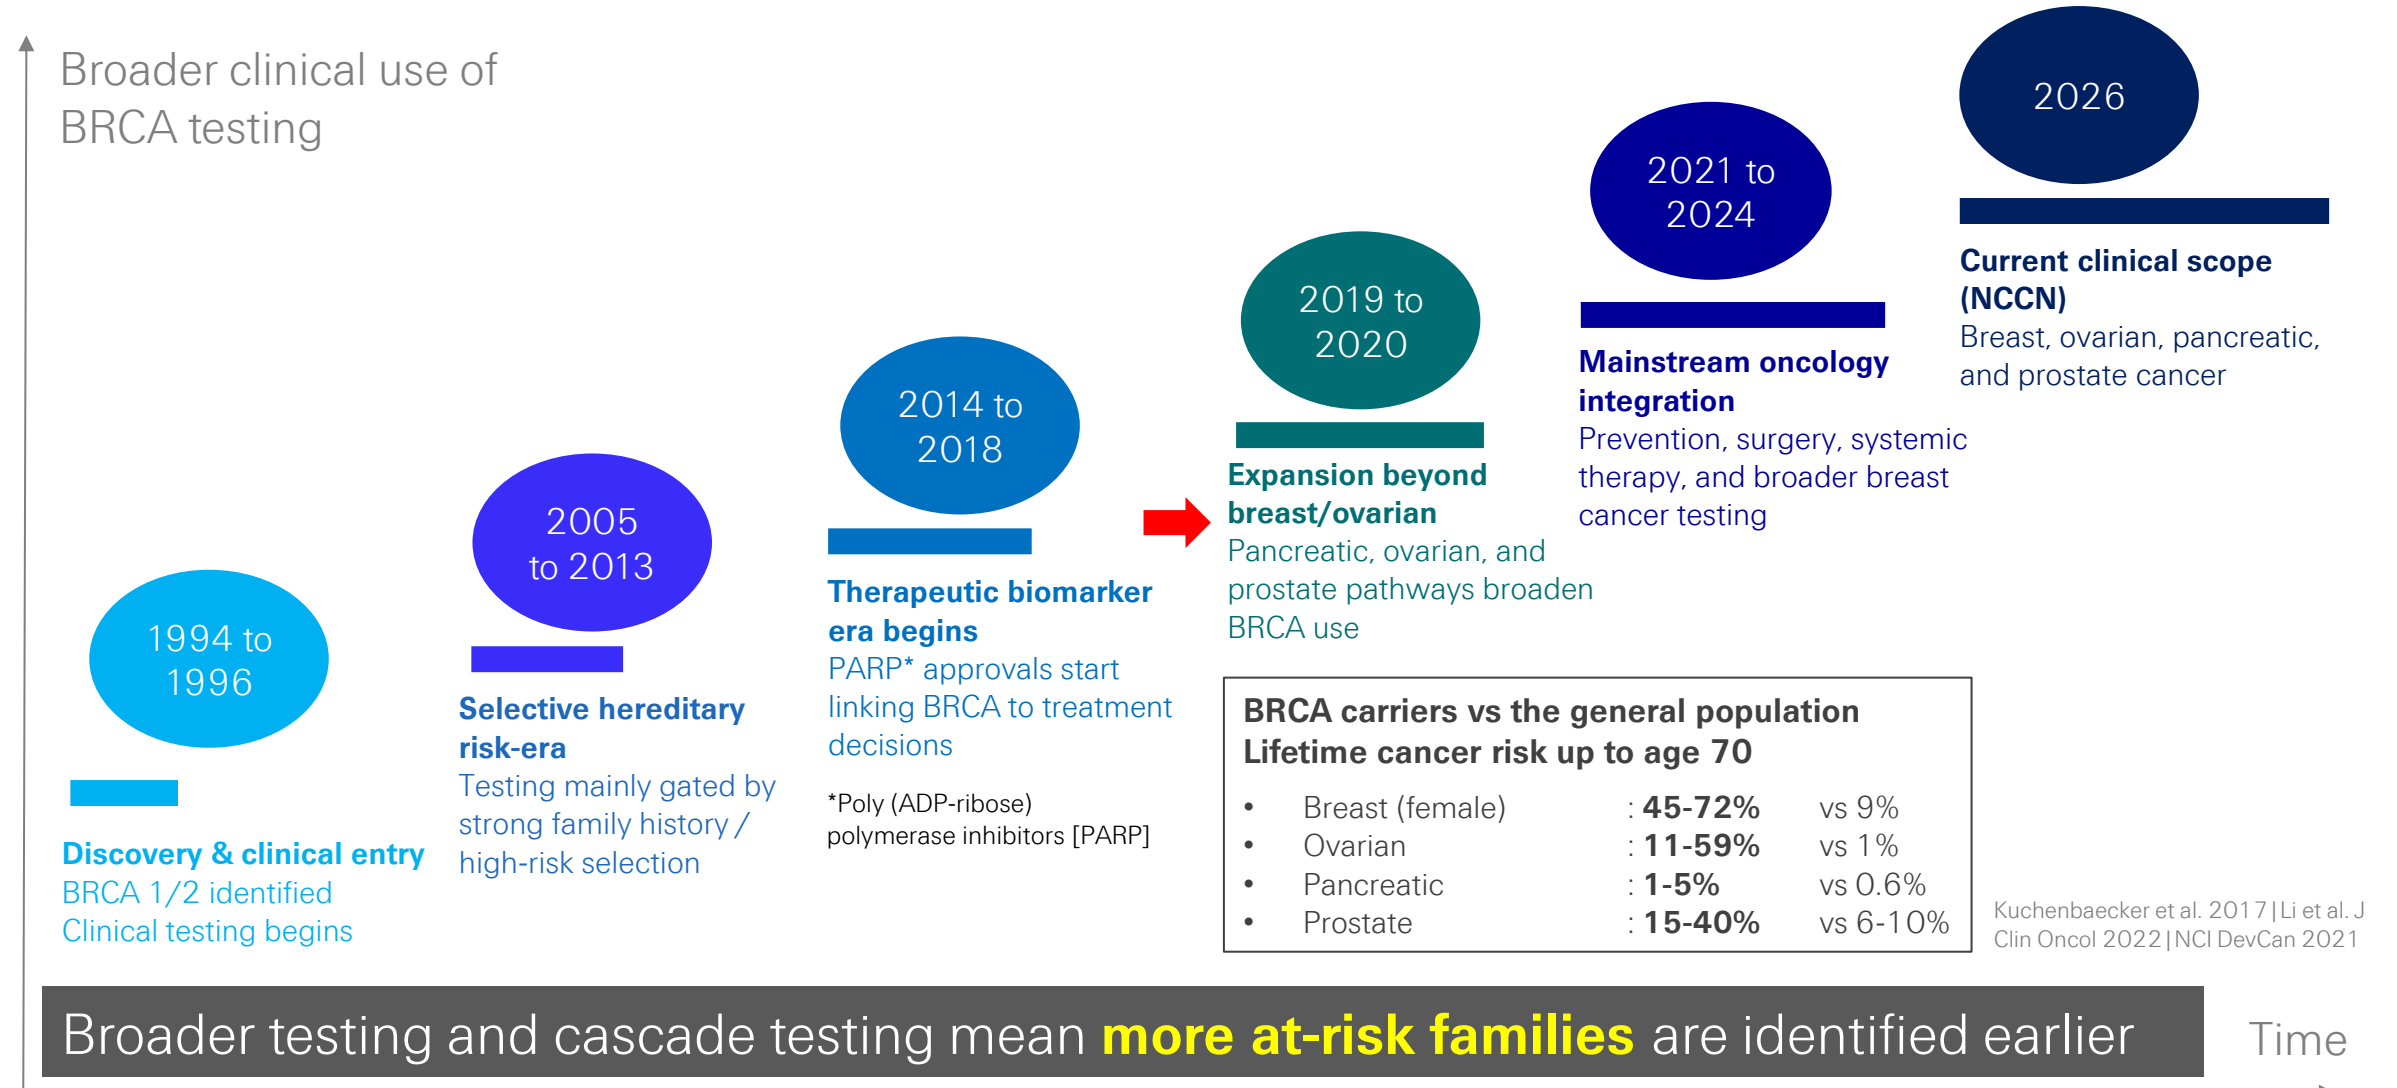 Broader clinical use of
BRCA testing
1994 to
1996
Discovery & clinical entry
BRCA 1/2 identified
Clinical testing begins
2005
to 2013
Selective hereditary
risk-era
Testing mainly gated by
strong family history /
high-risk selection
2014 to
2018
Therapeutic biomarker
era begins
PARP* approvals start
linking BRCA to treatment
decisions
*Poly (ADP-ribose)
polymerase inhibitors [PARP]
2019 to
2020
Expansion beyond
breast/ovarian
Pancreatic, ovarian, and
prostate pathways broaden
BRCA use
2021 to
2024
Mainstream oncology
integration
Prevention, surgery, systemic
therapy, and broader breast
cancer testing
2026
Current clinical scope
(NCCN)
Breast, ovarian, pancreatic,
and prostate cancer
BRCA carriers vs the general population
Lifetime cancer risk up to age 70
• Breast (female) : 45-72% vs 9%
• Ovarian : 11-59% vs 1%
• Pancreatic : 1-5% vs 0.6%
• Prostate : 15-40% vs 6-10%
Kuchenbaecker et al. 2017|Li et al. J
Clin Oncol 2022|NCI DevCan 2021
Broader testing and cascade testing mean more at-risk families are identified earlier
Time